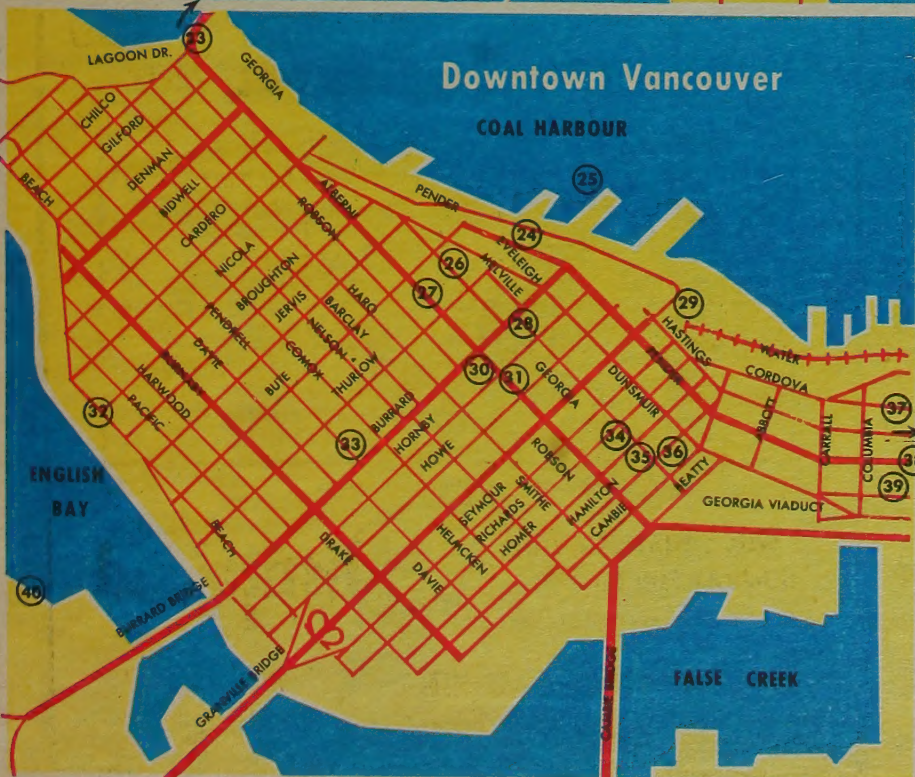 Downtown Vancouver
COAL HARBOUR
LAGOON DR.
23
GEORGIA
CHILCO
GILFORD
DENMAN
BIDWELL
CARDERO
NICOLA
BROUGHTON
JERVIS
BUTE
THURLOW
BEACH
ALBERNI
ROBSON
HARO
BARCLAY
NELSON
COMOX
PENDRELL
DAVIE
BURNABY
HARWOOD
PACIFIC
PENDER
25
24
EVELEIGH
MELVILLE
26
27
28
29
HASTINGS
WATER
CORDOVA
PENDER
DUNSMUIR
GEORGIA
30
31
BURRARD
HORNBY
HOWE
32
33
34
35
36
37
39
ABBOTT
CARRALL
COLUMBIA
ROBSON
SEYMOUR
RICHARDS
SMITHE
HOMER
HAMILTON
CAMBIE
BEATTY
GEORGIA VIADUCT
HELMCKEN
DAVIE
DRAKE
BEACH
ENGLISH
BAY
40
BURRARD BRIDGE
GRANVILLE BRIDGE
CAMBIE BRIDGE
FALSE CREEK